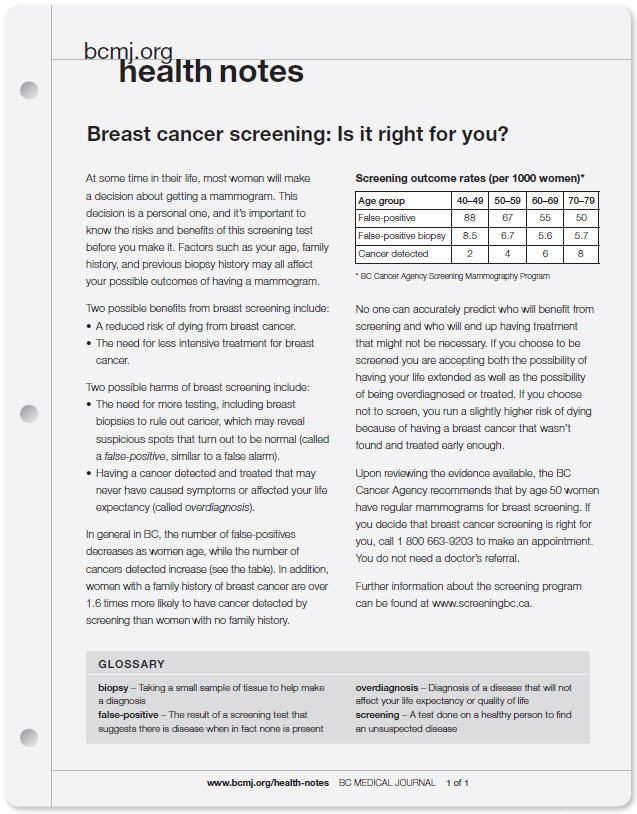 bcmj.org
health notes
Breast cancer screening: Is it right for you?
At some time in their life, most women will make
a decision about getting a mammogram. This
decision is a personal one, and it's important to
know the risks and benefits of this screening test
before you make it. Factors such as your age, family
history, and previous biopsy history may all affect
your possible outcomes of having a mammogram.
Two possible benefits from breast screening include:
• A reduced risk of dying from breast cancer.
• The need for less intensive treatment for breast
cancer.
Two possible harms of breast screening include:
• The need for more testing, including breast
biopsies to rule out cancer, which may reveal
suspicious spots that turn out to be normal (called
a false-positive, similar to a false alarm).
• Having a cancer detected and treated that may
never have caused symptoms or affected your life
expectancy (called overdiagnosis).
In general in BC, the number of false-positives
decreases as women age, while the number of
cancers detected increase (see the table). In addition,
women with a family history of breast cancer are over
1.6 times more likely to have cancer detected by
screening than women with no family history.
Screening outcome rates (per 1000 women)*
Age group 40–49 50–59 60–69 70–79
False-positive 88 67 55 50
False-positive biopsy 8.5 6.7 5.6 5.7
Cancer detected 2 4 6 8
* BC Cancer Agency Screening Mammography Program
No one can accurately predict who will benefit from
screening and who will end up having treatment
that might not be necessary. If you choose to be
screened you are accepting both the possibility of
having your life extended as well as the possibility
of being overdiagnosed or treated. If you choose
not to screen, you run a slightly higher risk of dying
because of having a breast cancer that wasn't
found and treated early enough.
Upon reviewing the evidence available, the BC
Cancer Agency recommends that by age 50 women
have regular mammograms for breast screening. If
you decide that breast cancer screening is right for
you, call 1 800 663-9203 to make an appointment.
You do not need a doctor's referral.
Further information about the screening program
can be found at www.screeningbc.ca.
GLOSSARY
biopsy – Taking a small sample of tissue to help make
a diagnosis
false-positive – The result of a screening test that
suggests there is disease when in fact none is present
overdiagnosis – Diagnosis of a disease that will not
affect your life expectancy or quality of life
screening – A test done on a healthy person to find
an unsuspected disease
www.bcmj.org/health-notes BC MEDICAL JOURNAL 1 of 1